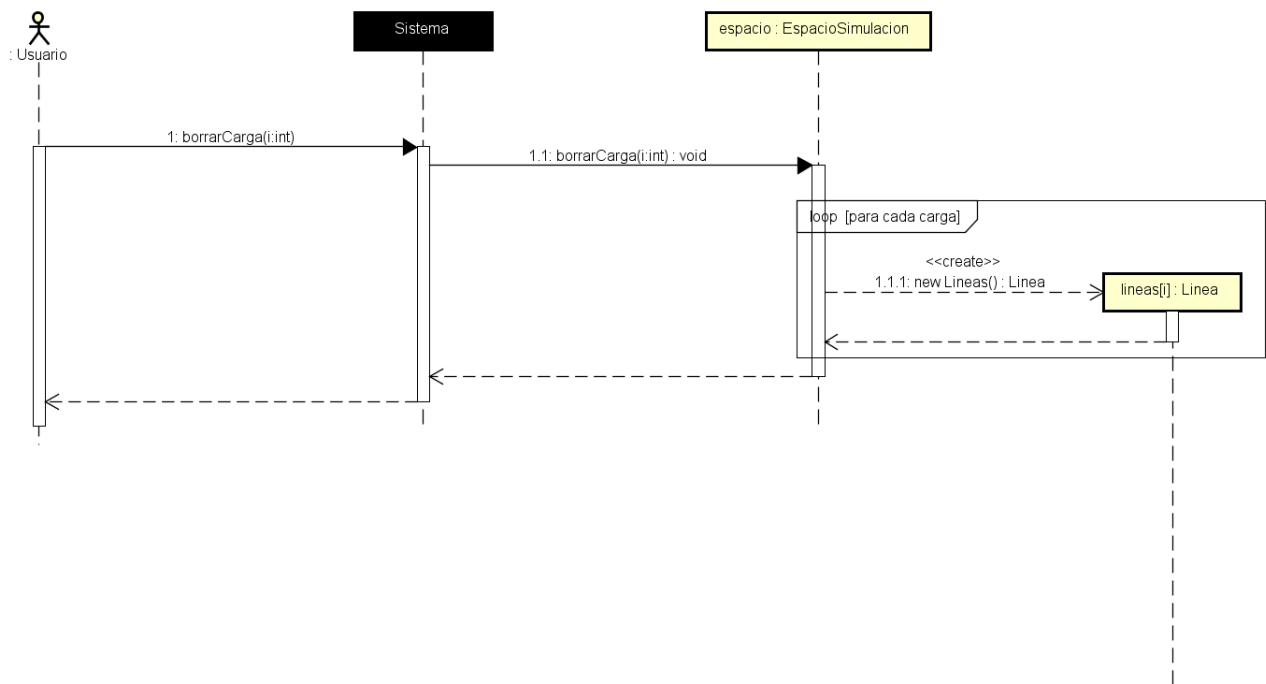 : Usuario
Sistema
espacio : EspacioSimulacion
1: borrarCarga(i:int)
1.1: borrarCarga(i:int) : void
loop [para cada carga]
<<create>>
1.1.1: new Lineas() : Linea
lineas[i] : Linea